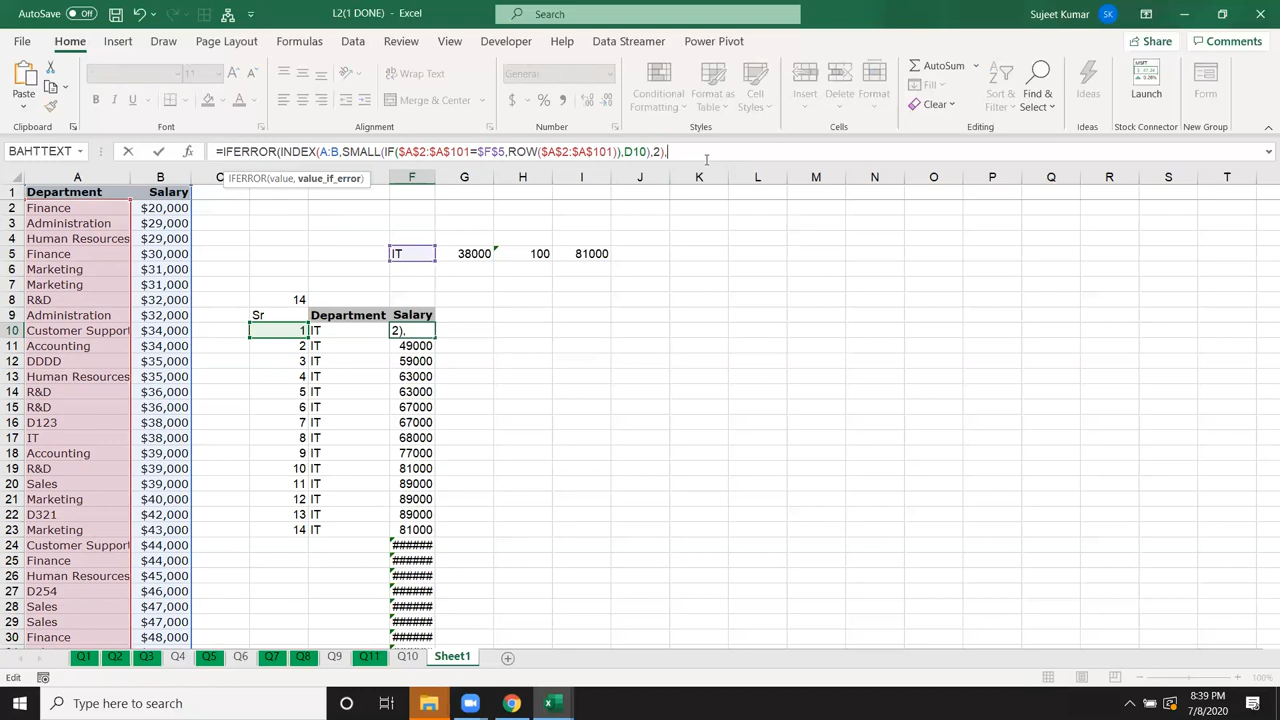 AutoSave Off L2(1 DONE) - Excel Search Sujeet Kumar SK
File Home Insert Draw Page Layout Formulas Data Review View Developer Help Data Streamer Power Pivot Share Comments
Paste
Clipboard
11
B I U
Font
Wrap Text
Merge & Center
Alignment
General
$ % ,
Number
Conditional Formatting
Format as Table
Cell Styles
Styles
Insert
Delete
Format
Cells
AutoSum
Fill
Clear
Sort & Filter
Find & Select
Editing
Ideas
Ideas
Launch
USIT
Form
New Group
BAHTTEXT =IFERROR(INDEX(A:B,SMALL(IF($A$2:$A$101=$F$5,ROW($A$2:$A$101)),D10),2),
IFERROR(value, value_if_error)
A B C F G H I J K L M N O P Q R S T
1 Department Salary
2 Finance $20,000
3 Administration $29,000
4 Human Resources $29,000
5 Finance $30,000 IT 38000 100 81000
6 Marketing $31,000
7 Marketing $31,000
8 R&D $32,000 14
9 Administration $32,000 Sr Department Salary
10 Customer Support $34,000 1 IT 2),
11 Accounting $34,000 2 IT 49000
12 DDDD $35,000 3 IT 59000
13 Human Resources $35,000 4 IT 63000
14 R&D $36,000 5 IT 63000
15 R&D $36,000 6 IT 67000
16 D123 $38,000 7 IT 67000
17 IT $38,000 8 IT 68000
18 Accounting $39,000 9 IT 77000
19 R&D $39,000 10 IT 81000
20 Sales $39,000 11 IT 89000
21 Marketing $40,000 12 IT 89000
22 D321 $42,000 13 IT 89000
23 Marketing $43,000 14 IT 81000
24 Customer Support $44,000 ######
25 Finance $44,000 ######
26 Human Resources $45,000 ######
27 D254 $46,000 ######
28 Sales $47,000 ######
29 Sales $47,000 ######
30 Finance $48,000 ######
Q1 Q2 Q3 Q4 Q5 Q6 Q7 Q8 Q9 Q11 Q10 Sheet1
Edit 100%
Type here to search 8:39 PM
7/8/2020